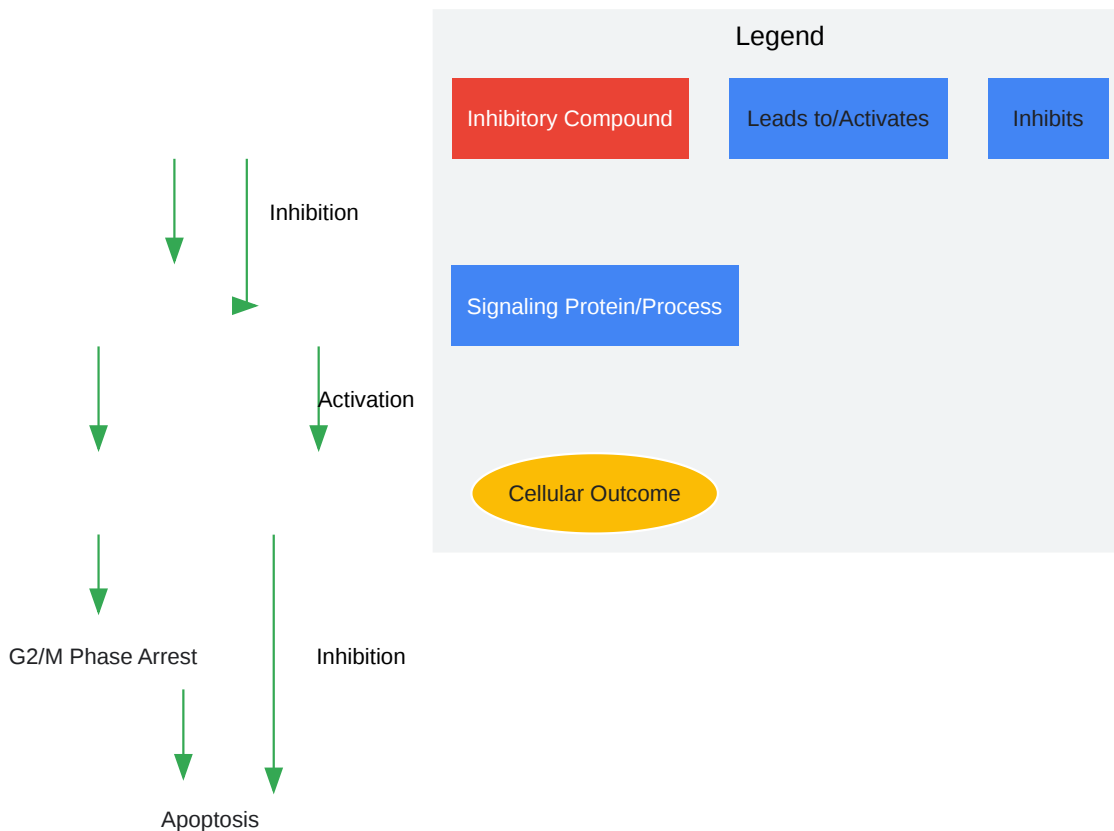 Legend
Inhibitory Compound
Leads to/Activates
Inhibits
Inhibition
Signaling Protein/Process
Activation
Cellular Outcome
G2/M Phase Arrest
Inhibition
Apoptosis